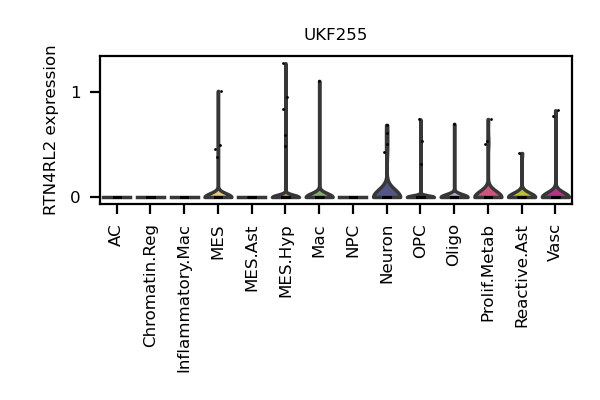 UKF255
RTN4RL2 expression
1
0
AC
Chromatin.Reg
Inflammatory.Mac
MES
MES.Ast
MES.Hyp
Mac
NPC
Neuron
OPC
Oligo
Prolif.Metab
Reactive.Ast
Vasc